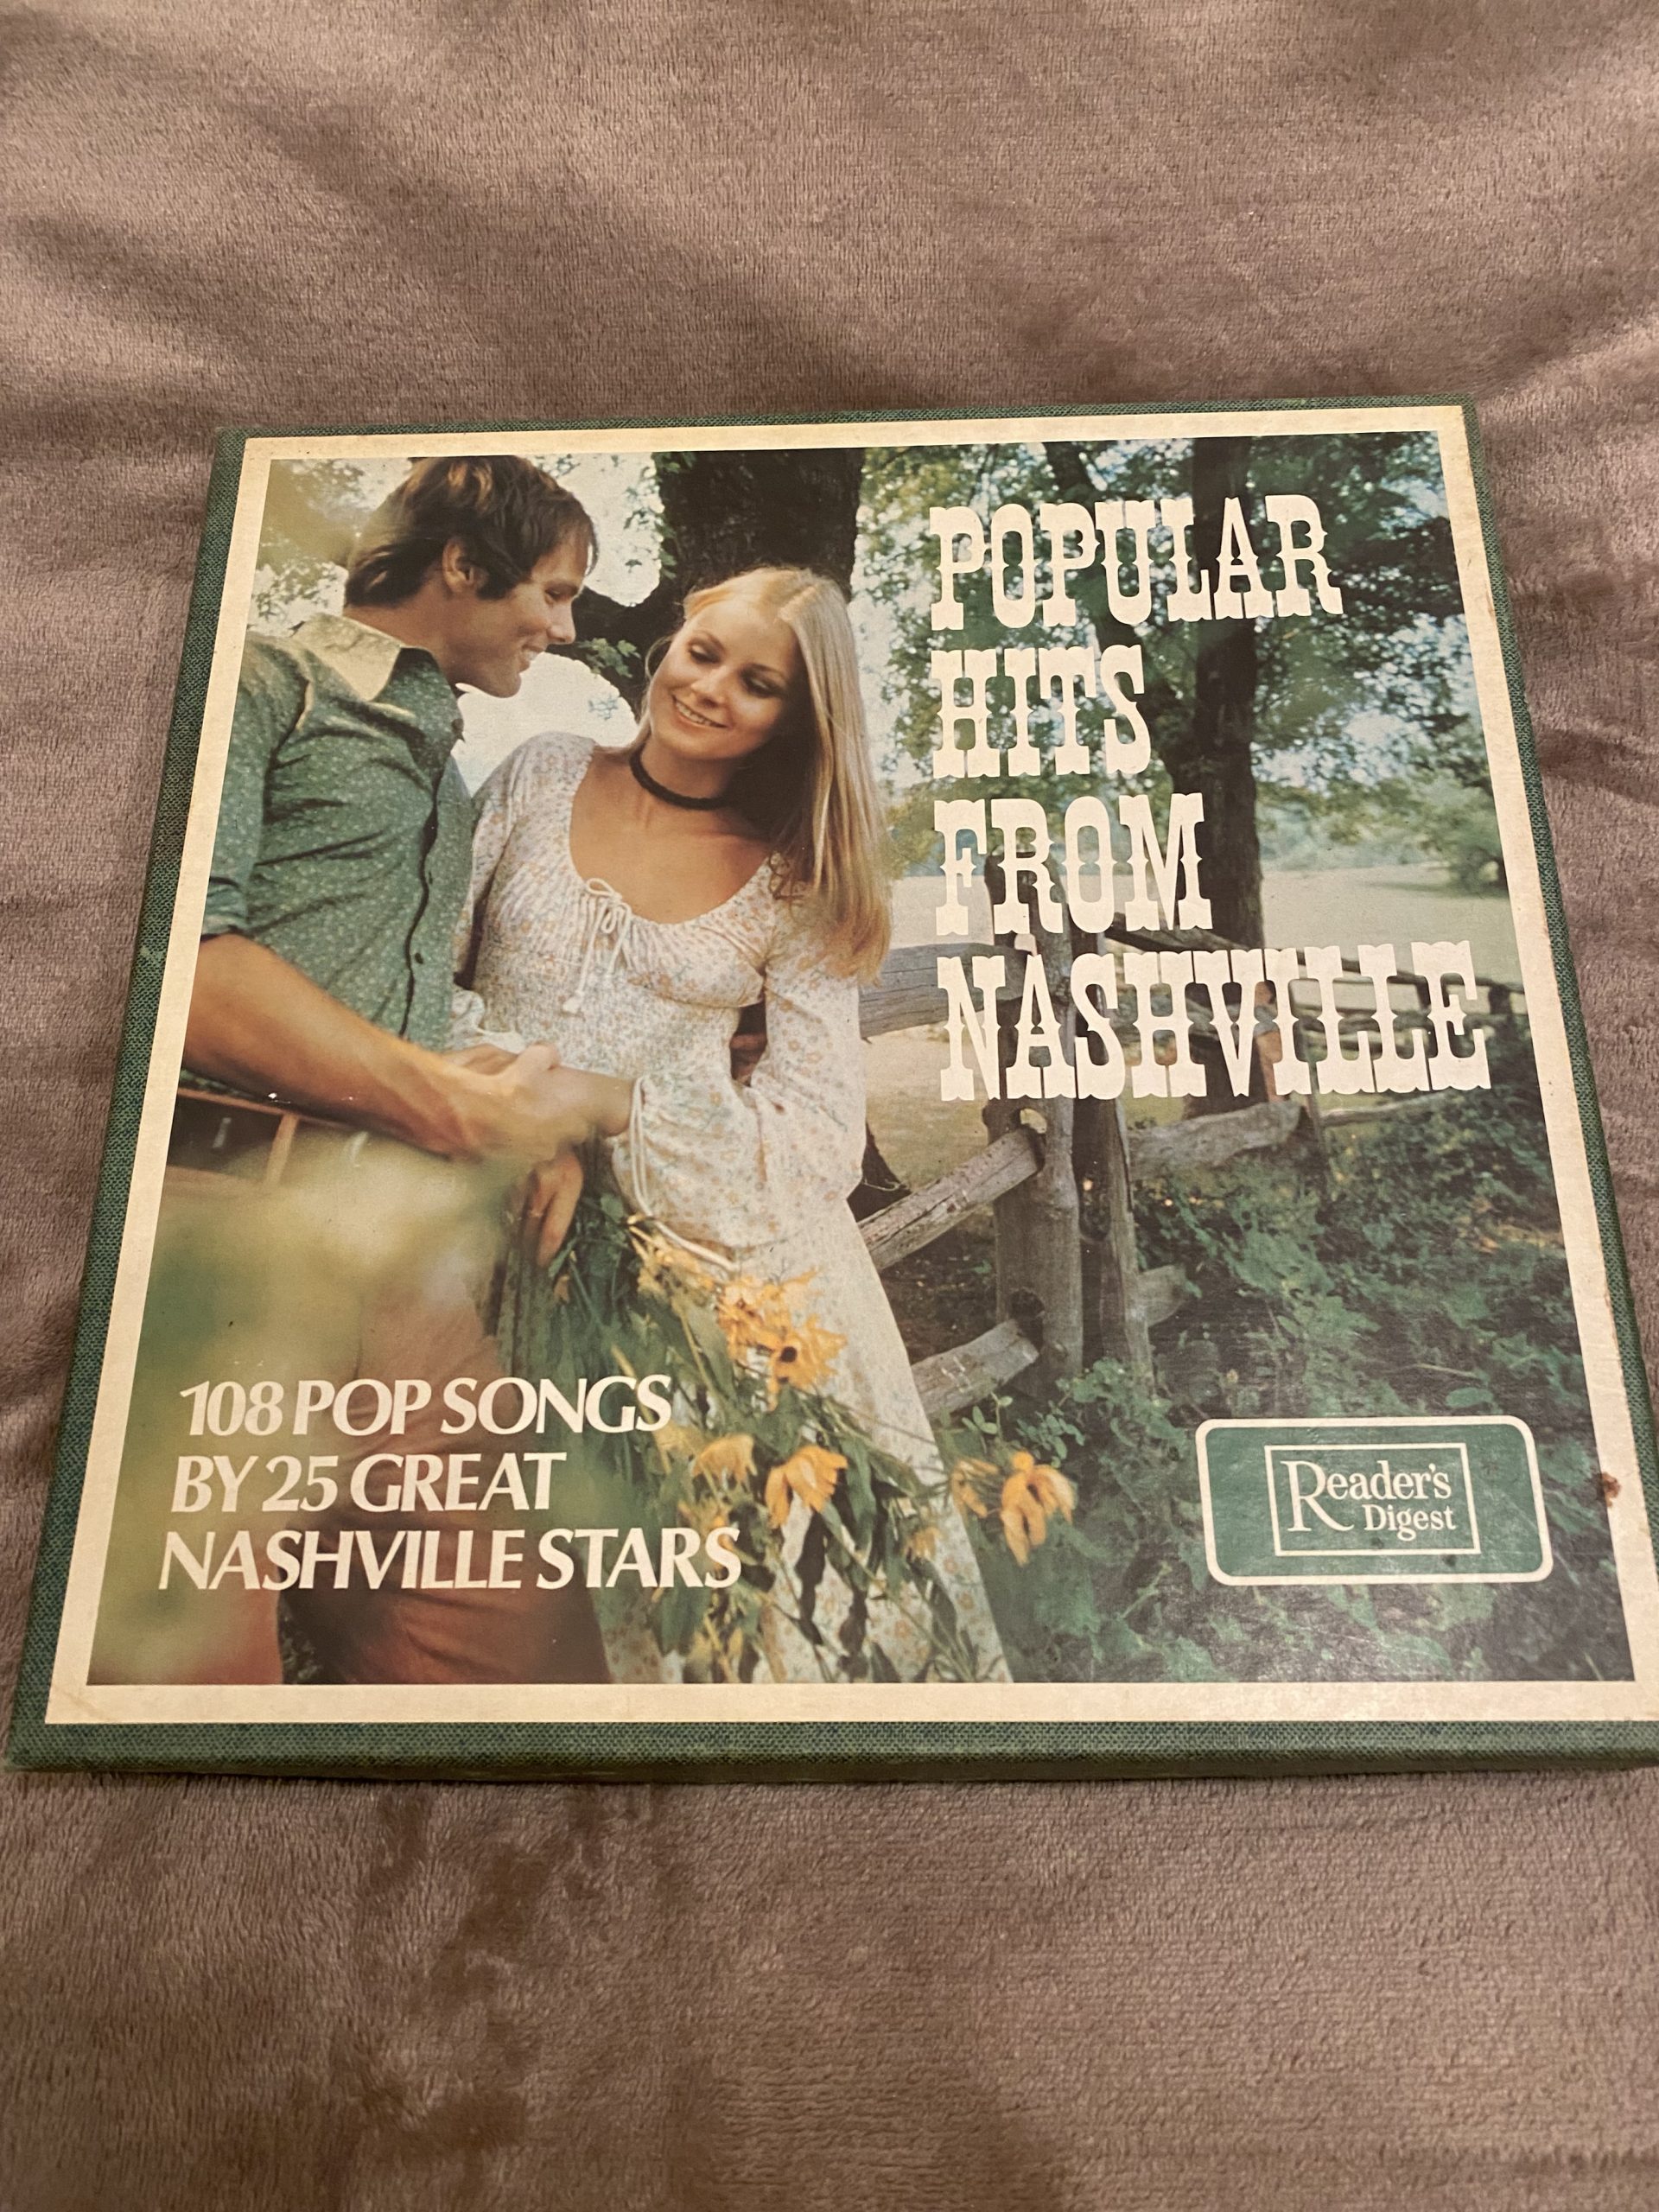 POPULAR
HITS
FROM
NASHVILLE
108 POP SONGS
BY 25 GREAT
NASHVILLE STARS
Reader's
Digest